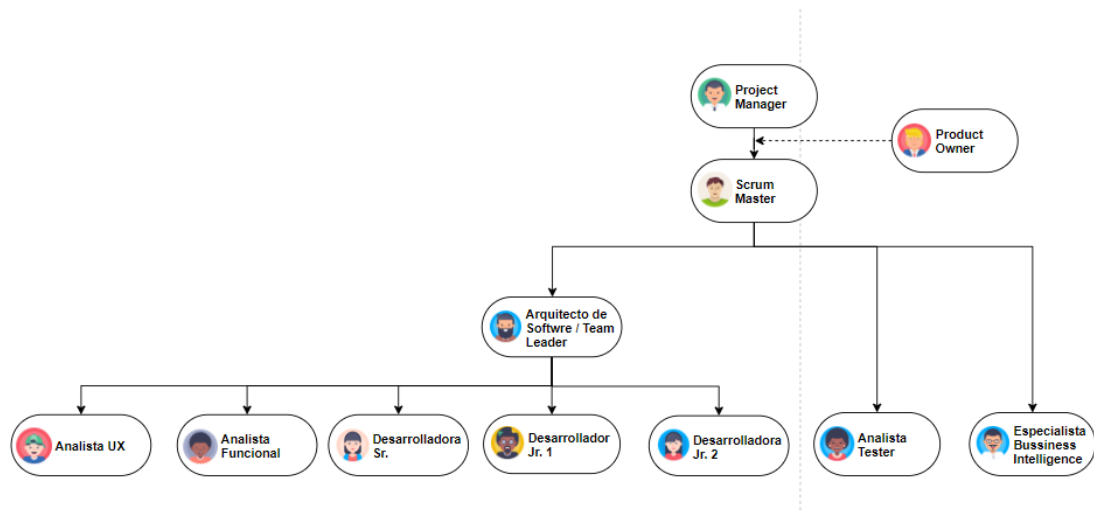 Project
Manager
Product
Owner
Scrum
Master
Arquitecto de
Softwre / Team
Leader
Analista UX
Analista
Funcional
Desarrolladora
Sr.
Desarrollador
Jr. 1
Desarrolladora
Jr. 2
Analista
Tester
Especialista
Bussiness
Intelligence